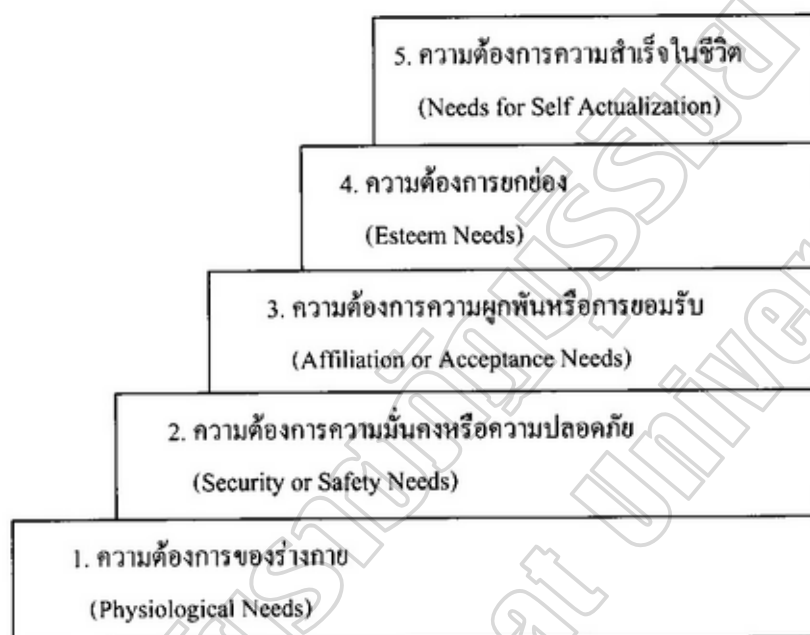 5. ความต้องการความสำเร็จในชีวิต
(Needs for Self Actualization)
4. ความต้องการยกย่อง
(Esteem Needs)
3. ความต้องการความผูกพันหรือการยอมรับ
(Affiliation or Acceptance Needs)
2. ความต้องการความมั่นคงหรือความปลอดภัย
(Security or Safety Needs)
1. ความต้องการของร่างกาย
(Physiological Needs)